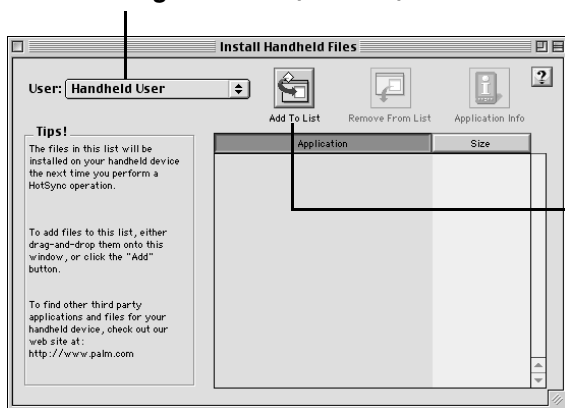 Install Handheld Files
User: Handheld User
?
Add To List
Remove From List
Application Info
Tips!
The files in this list will be
installed on your handheld device
the next time you perform a
HotSync operation.
To add files to this list, either
drag-and-drop them onto this
window, or click the "Add"
button.
To find other third party
applications and files for your
handheld device, check out our
web site at:
http://www.palm.com
Application
Size